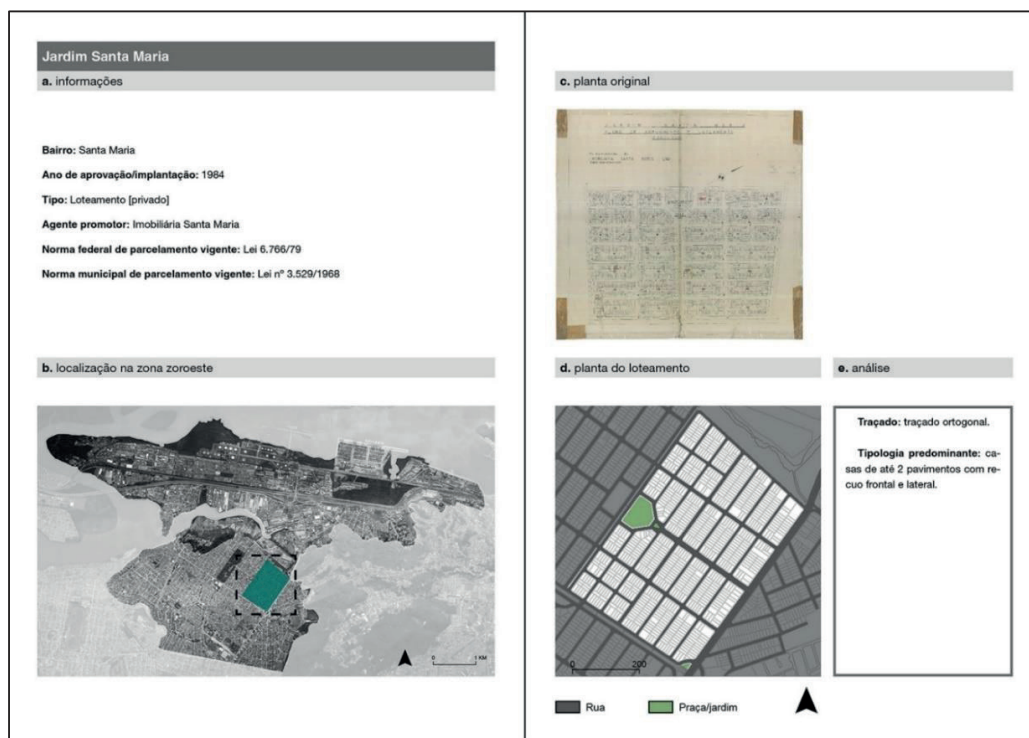 Jardim Santa Maria
a. informações
Bairro: Santa Maria
Ano de aprovação/implantação: 1984
Tipo: Loteamento [privado]
Agente promotor: Imobiliária Santa Maria
Norma federal de parcelamento vigente: Lei 6.766/79
Norma municipal de parcelamento vigente: Lei nº 3.529/1968
b. localização na zona zoroeste
0 1 KM
c. planta original
d. planta do loteamento
0 200
Rua
Praça/jardim
e. análise
Traçado: traçado ortogonal.
Tipologia predominante: ca-
sas de até 2 pavimentos com re-
cuo frontal e lateral.